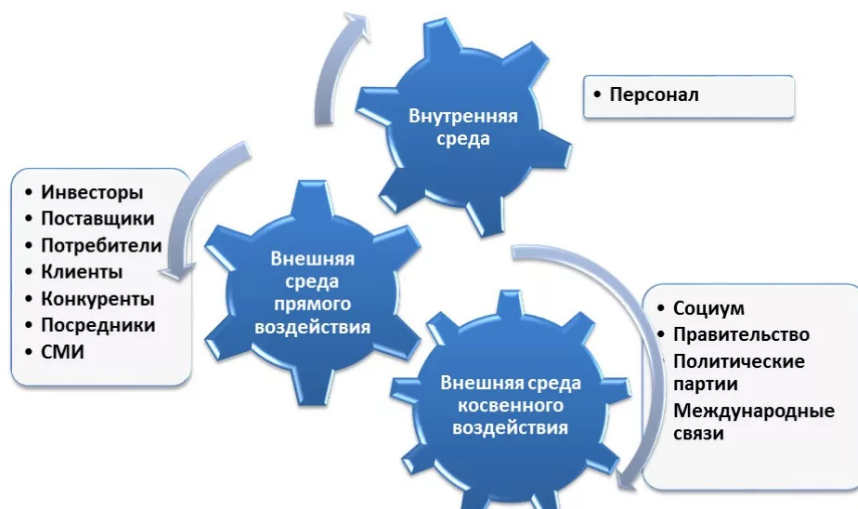 Внутренняя
среда
• Персонал
• Инвесторы
• Поставщики
• Потребители
• Клиенты
• Конкуренты
• Посредники
• СМИ
Внешняя
среда
прямого
воздействия
Внешняя среда
косвенного
воздействия
• Социум
• Правительство
• Политические
партии
Международные
связи